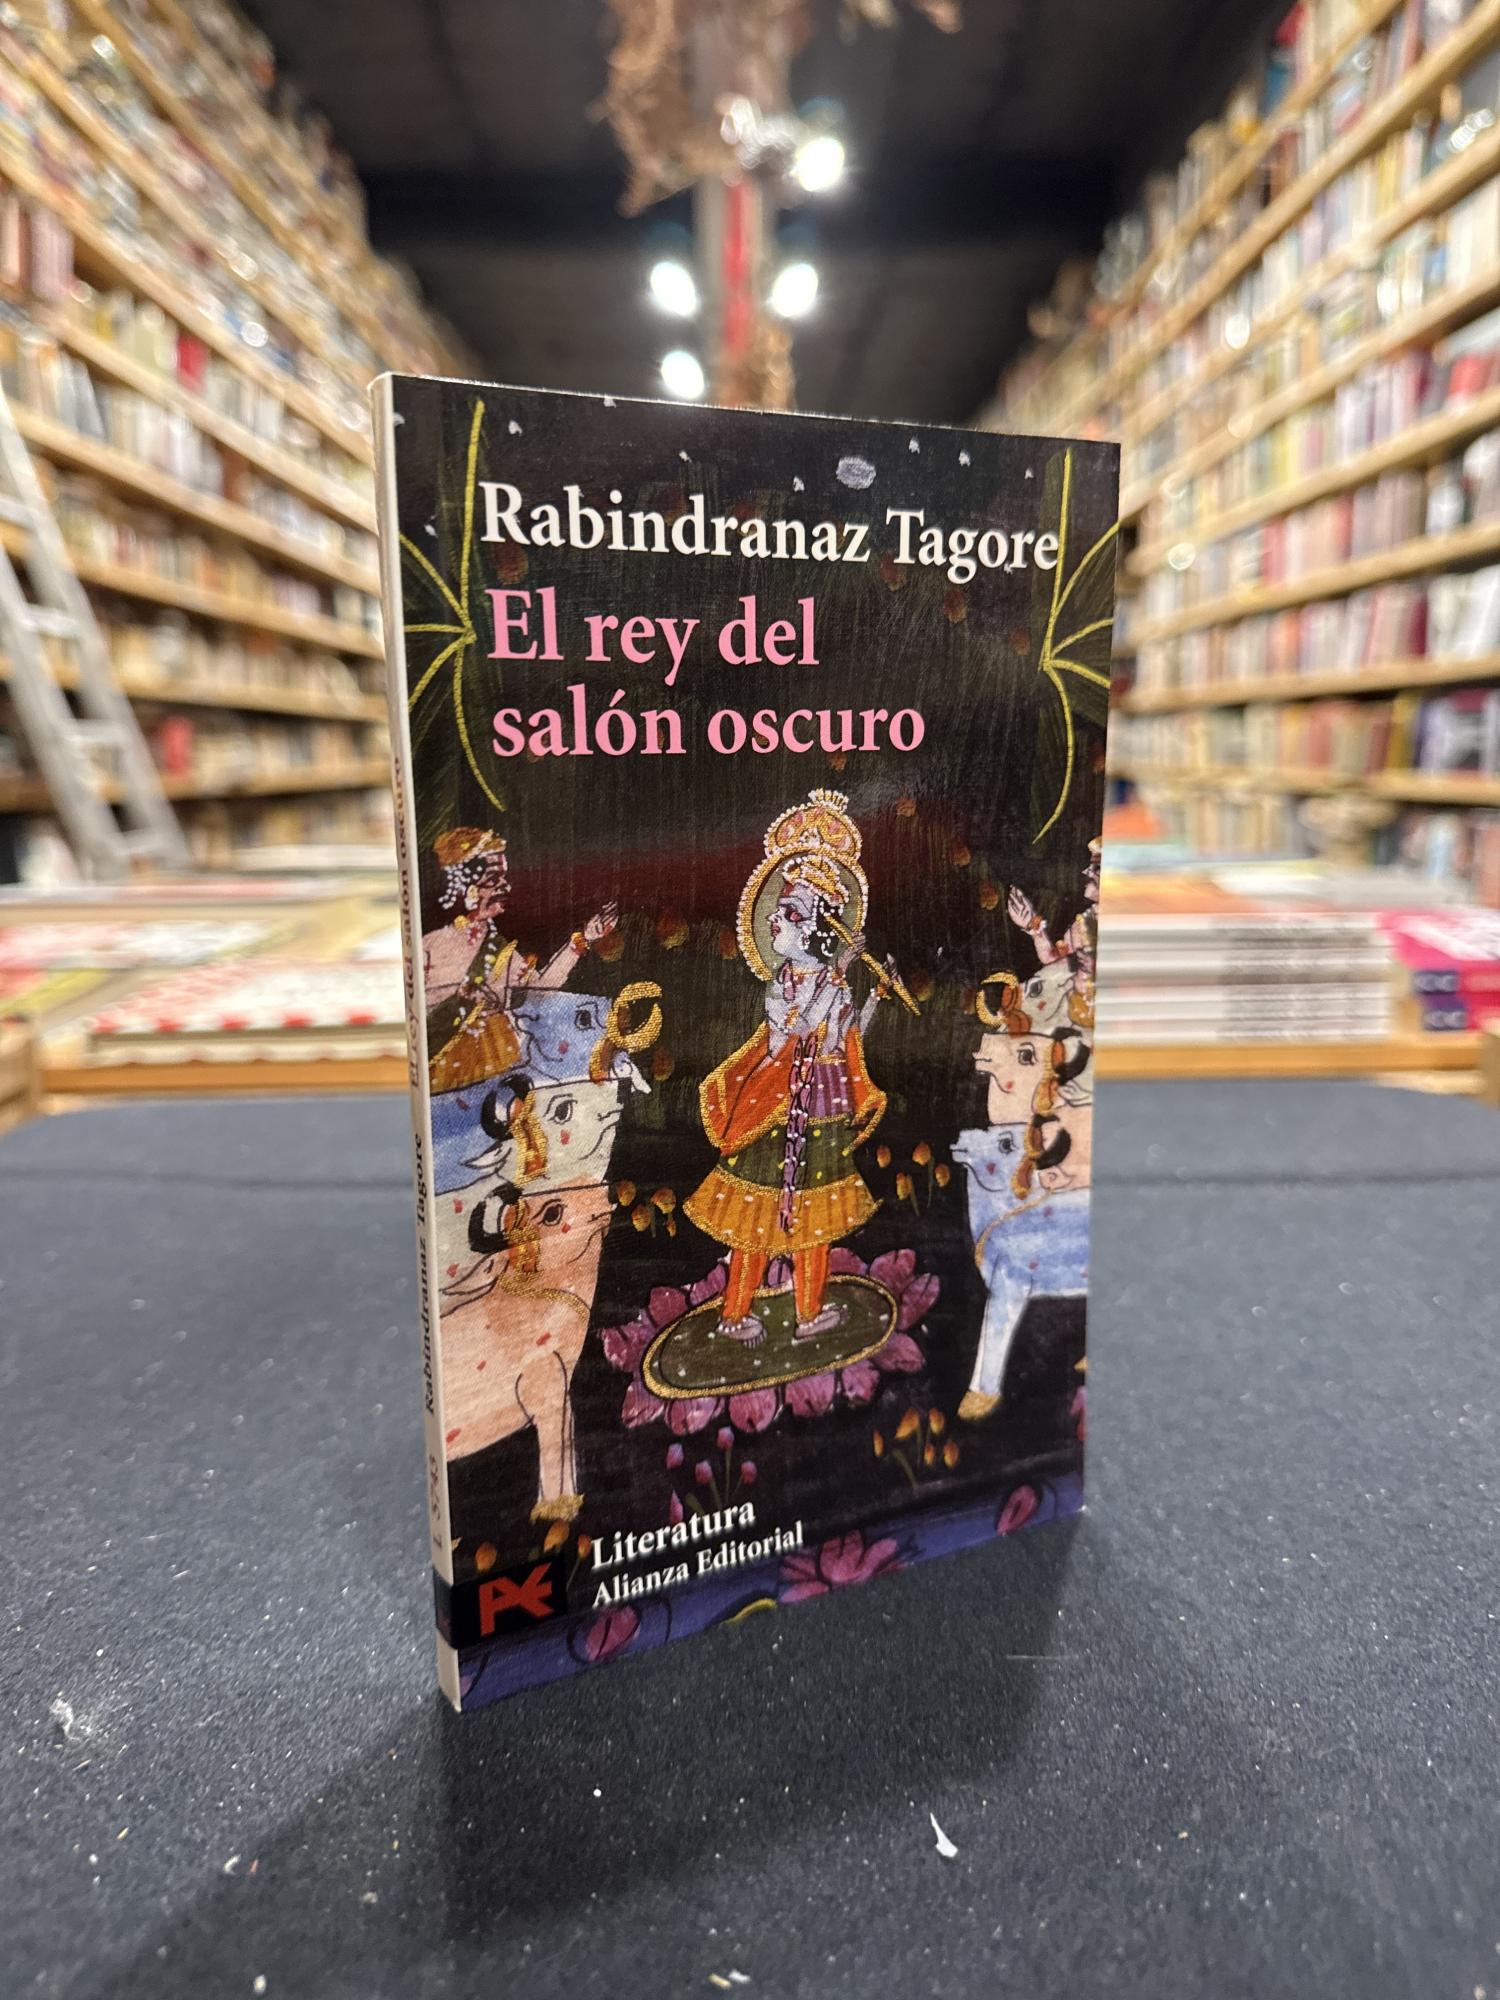 Rabindranaz Tagore
El rey del
salón oscuro
Literatura
Alianza Editorial
El rey del salón oscuro
Rabindranaz Tagore